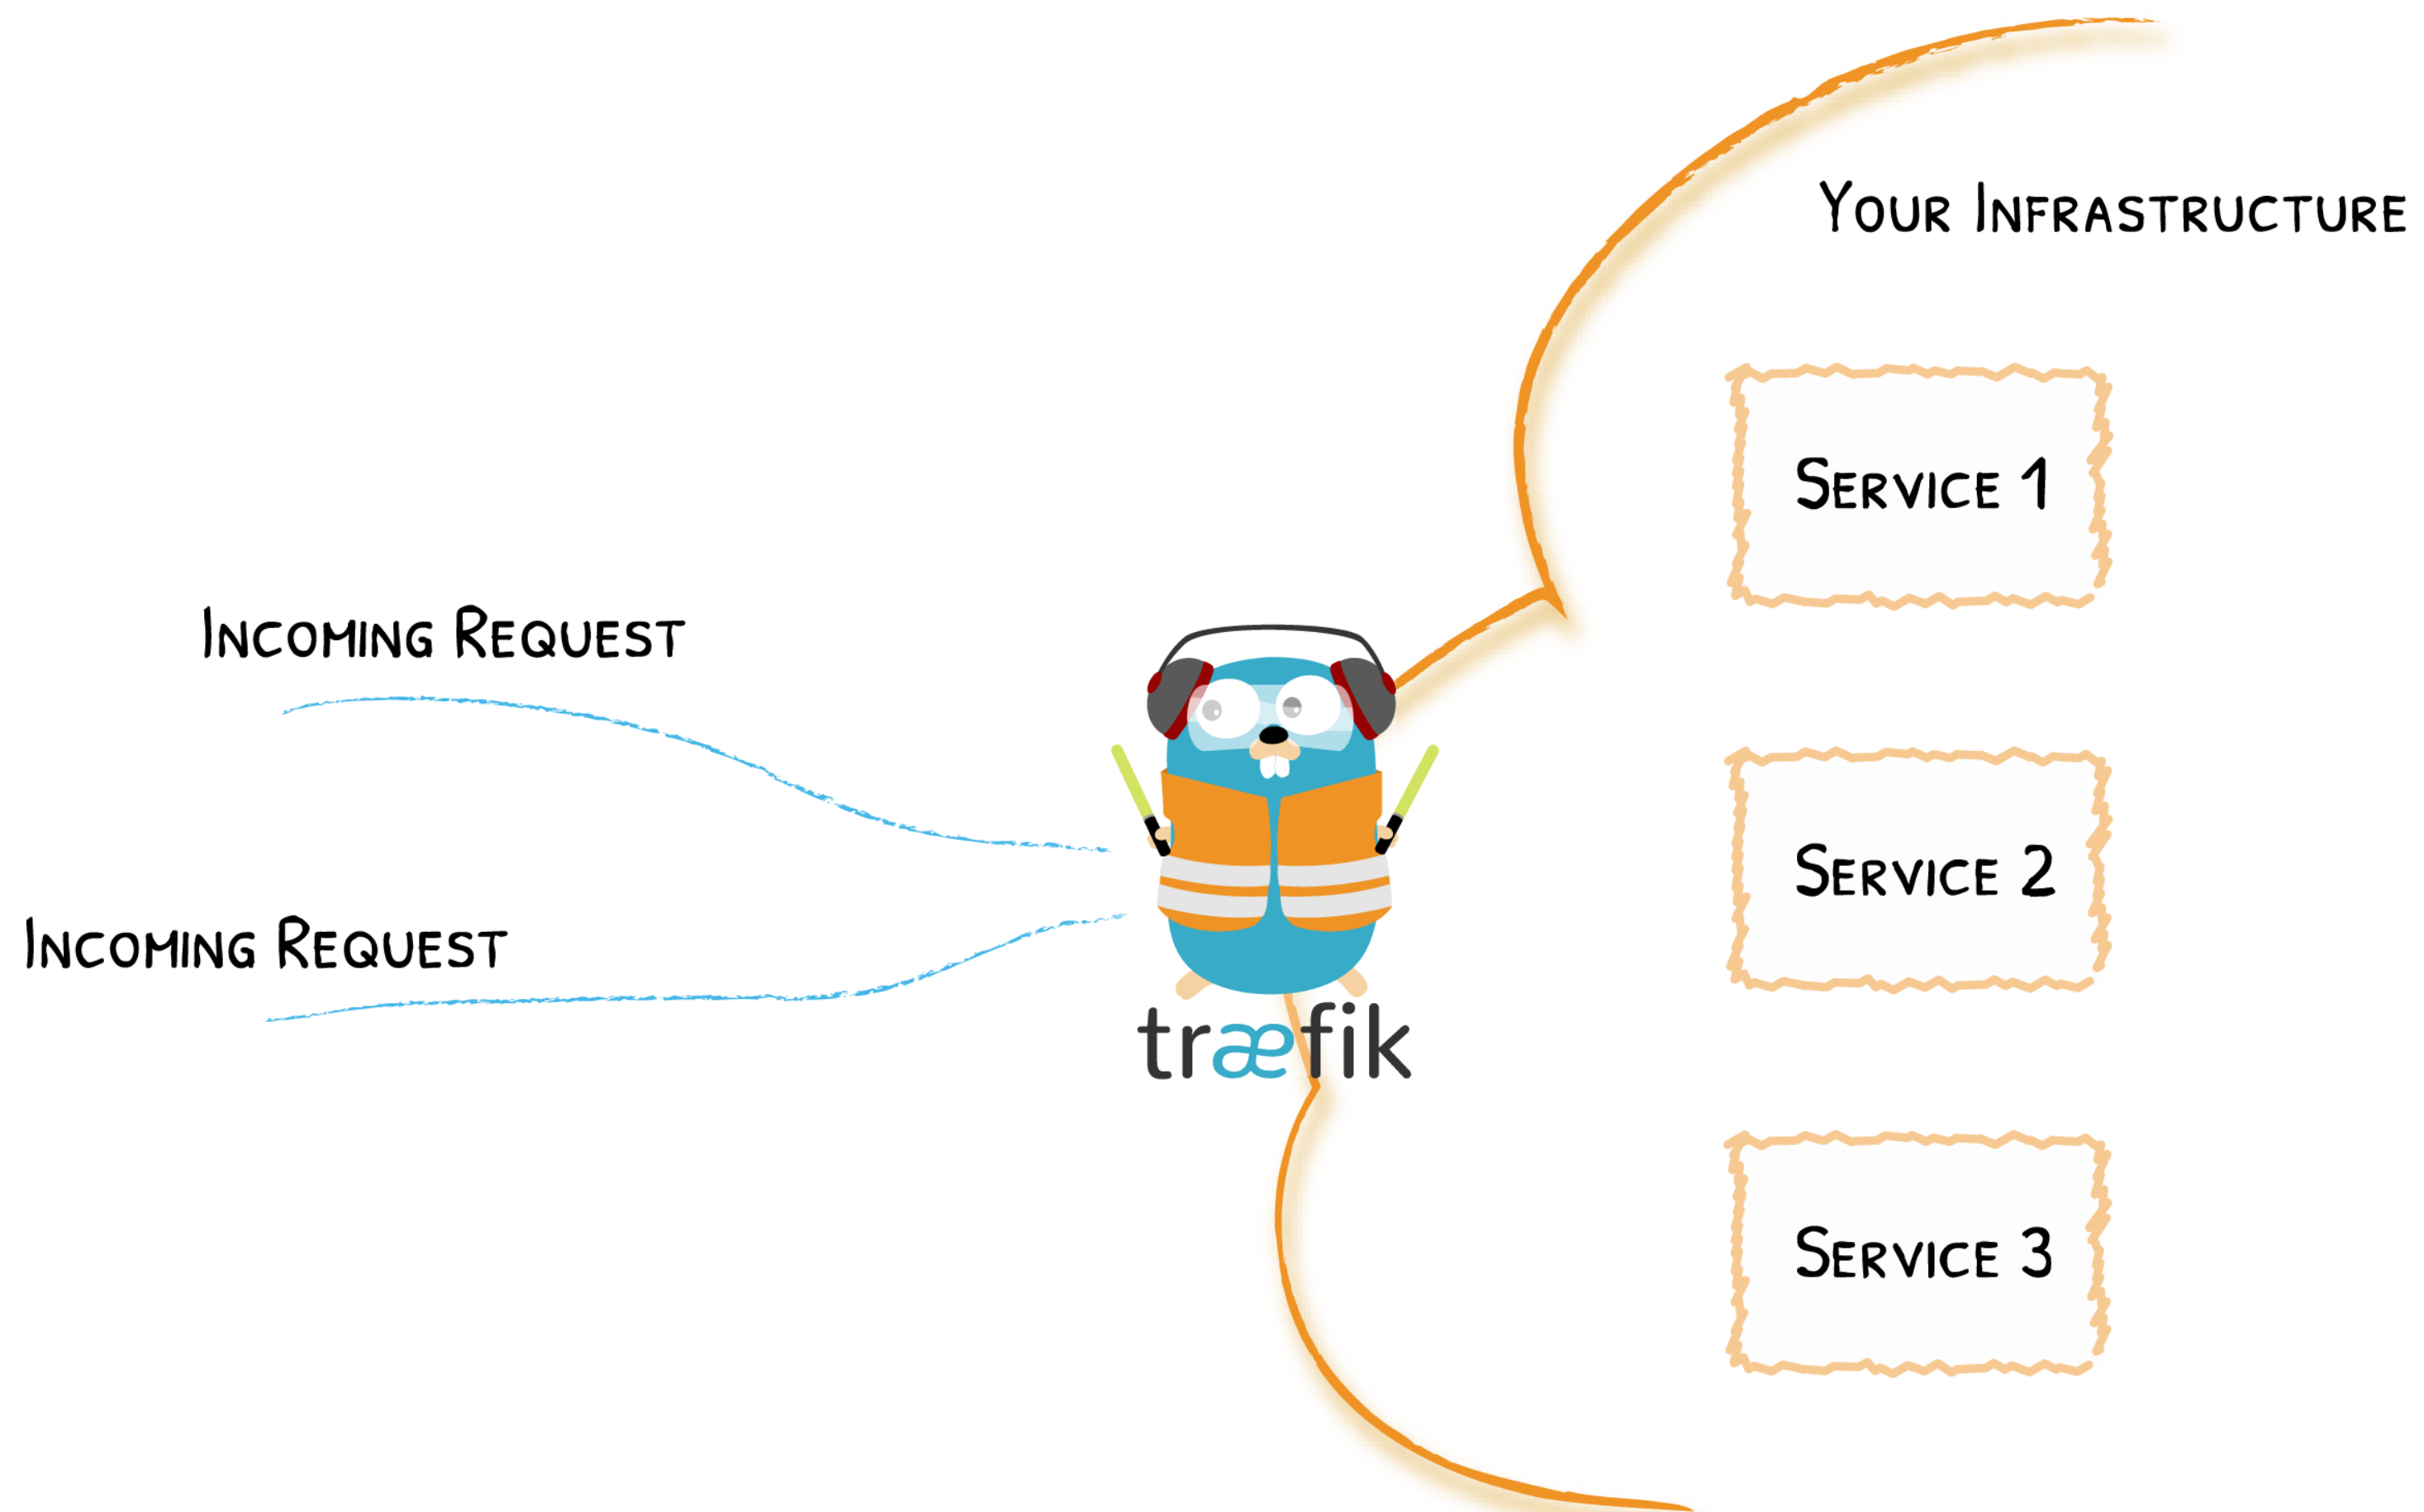 Your Infrastructure
Service 1
Incoming Request
Service 2
Incoming Request
træfik
Service 3